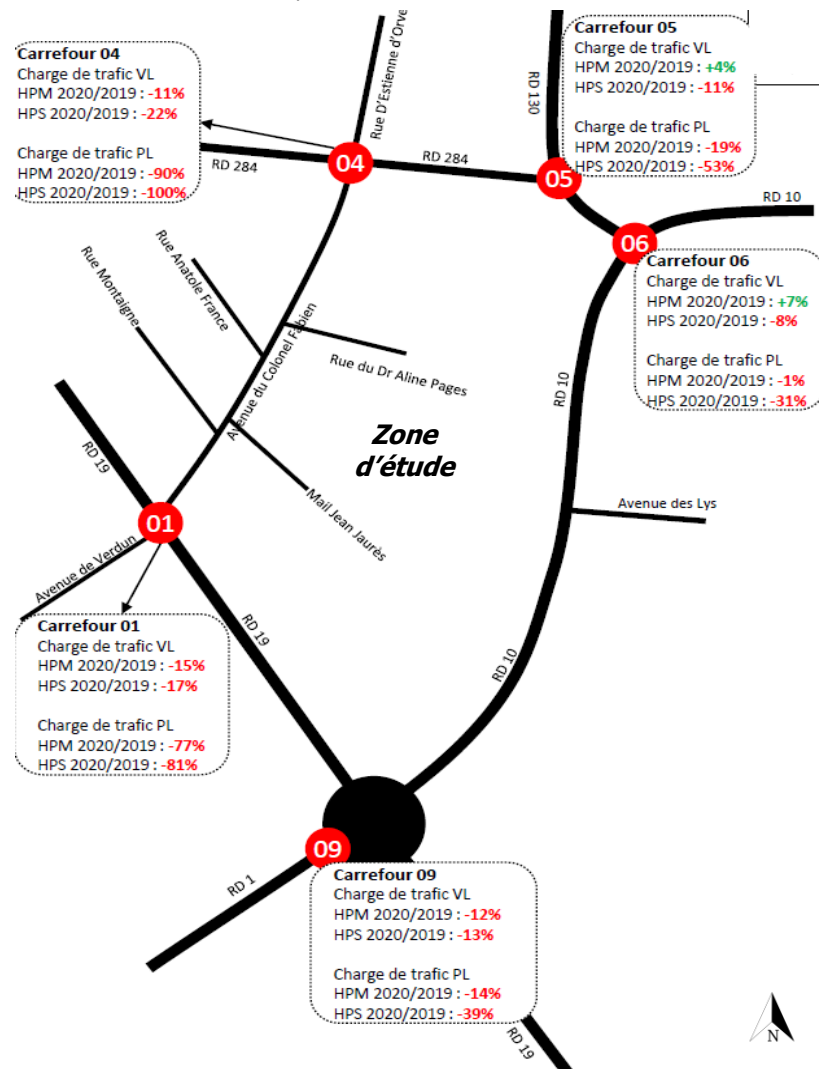 Carrefour 04
Charge de trafic VL
HPM 2020/2019 : -11%
HPS 2020/2019 : -22%
Charge de trafic PL
HPM 2020/2019 : -90%
HPS 2020/2019 : -100%
Rue D'Estienne d'Orve
RD 130
Carrefour 05
Charge de trafic VL
HPM 2020/2019 : +4%
HPS 2020/2019 : -11%
Charge de trafic PL
HPM 2020/2019 : -19%
HPS 2020/2019 : -53%
RD 284
04
RD 284
05
RD 10
06
Carrefour 06
Charge de trafic VL
HPM 2020/2019 : +7%
HPS 2020/2019 : -8%
Charge de trafic PL
HPM 2020/2019 : -1%
HPS 2020/2019 : -31%
Rue Montaigne
Rue Anatole France
Avenue du Colonel Fabien
Rue du Dr Aline Pages
RD 10
Zone
d'étude
RD 19
Mail Jean Jaurès
Avenue des Lys
01
Avenue de Verdun
Carrefour 01
Charge de trafic VL
HPM 2020/2019 : -15%
HPS 2020/2019 : -17%
Charge de trafic PL
HPM 2020/2019 : -77%
HPS 2020/2019 : -81%
RD 19
RD 10
09
RD 1
Carrefour 09
Charge de trafic VL
HPM 2020/2019 : -12%
HPS 2020/2019 : -13%
Charge de trafic PL
HPM 2020/2019 : -14%
HPS 2020/2019 : -39%
RD 19
N